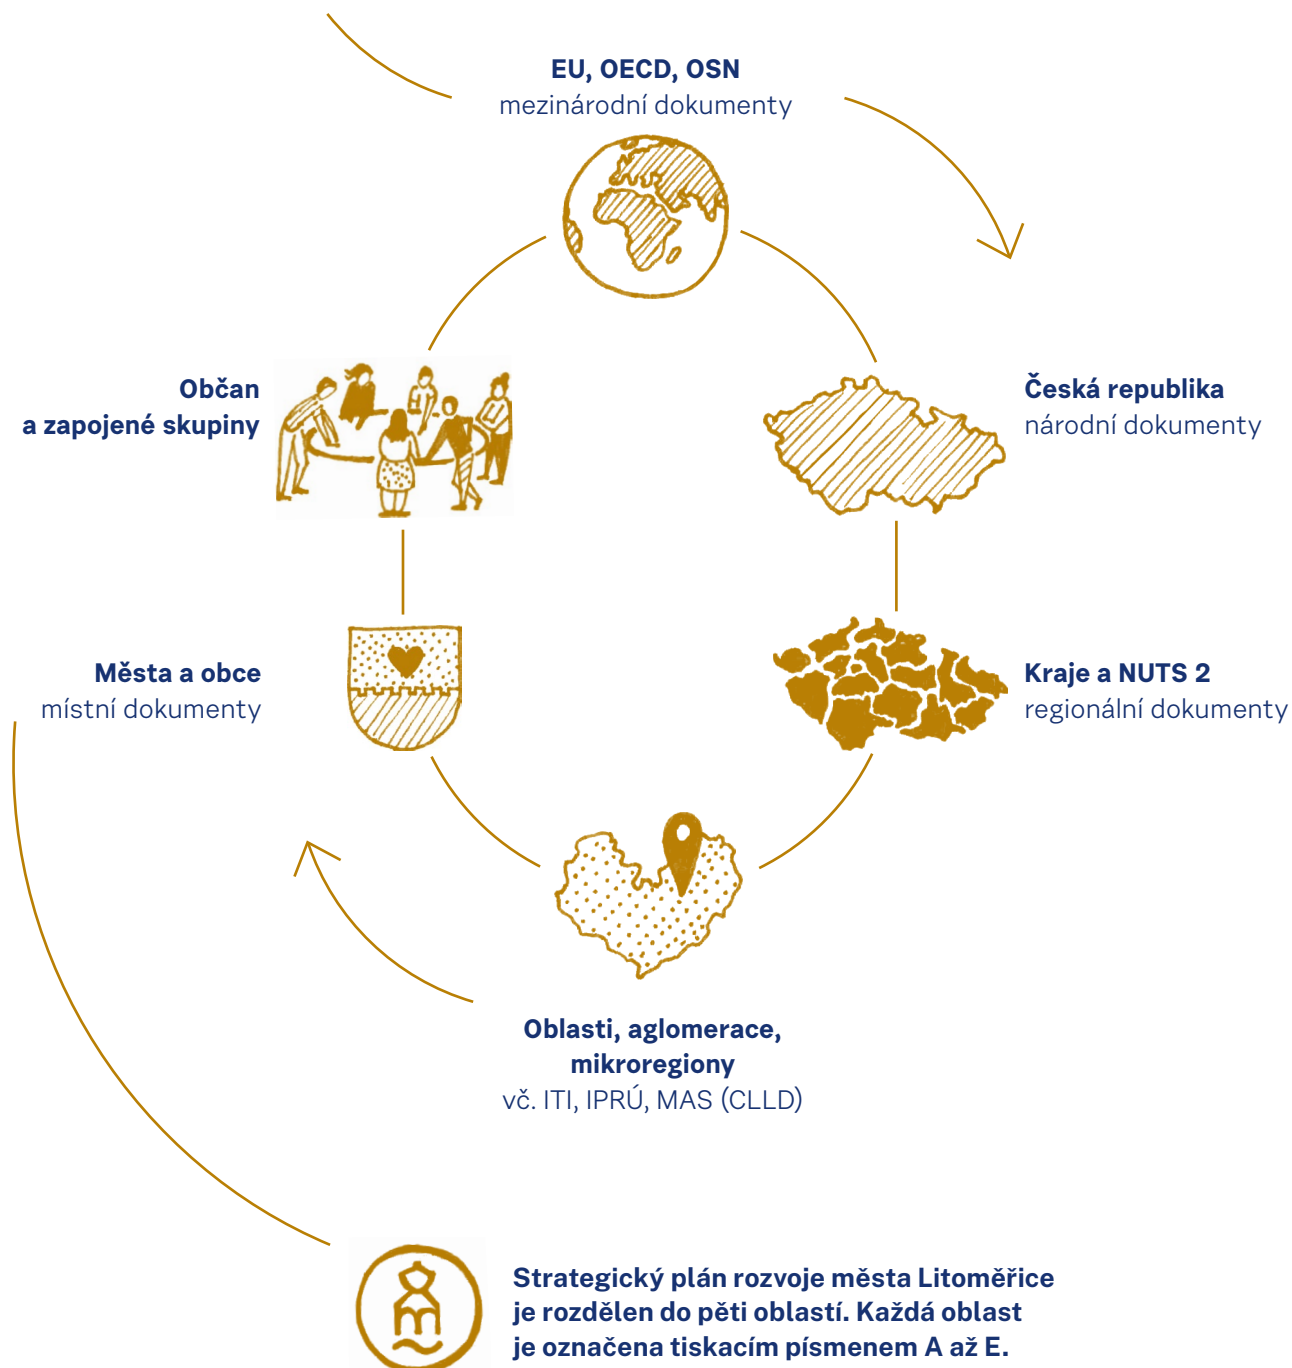 EU, OECD, OSN
mezinárodní dokumenty
Občan
a zapojené skupiny
Česká republika
národní dokumenty
Města a obce
místní dokumenty
Kraje a NUTS 2
regionální dokumenty
Oblasti, aglomerace,
mikroregiony
vč. ITI, IPRÚ, MAS (CLLD)
Strategický plán rozvoje města Litoměřice
je rozdělen do pěti oblastí. Každá oblast
je označena tiskacím písmenem A až E.